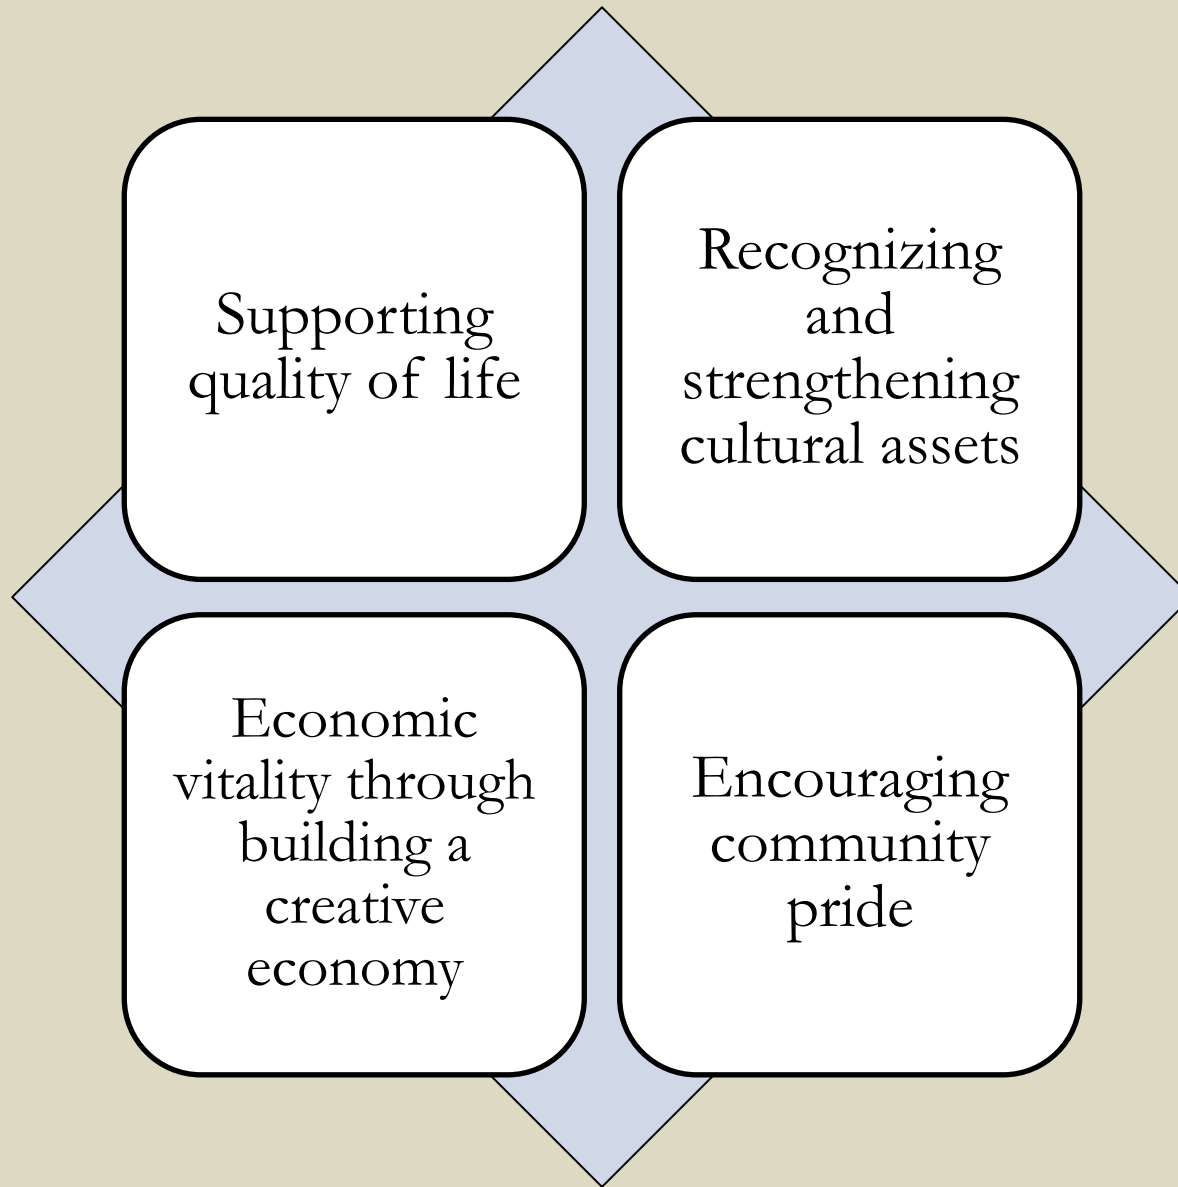 Supporting
quality of life
Recognizing
and
strengthening
cultural assets
Economic
vitality through
building a
creative
economy
Encouraging
community
pride